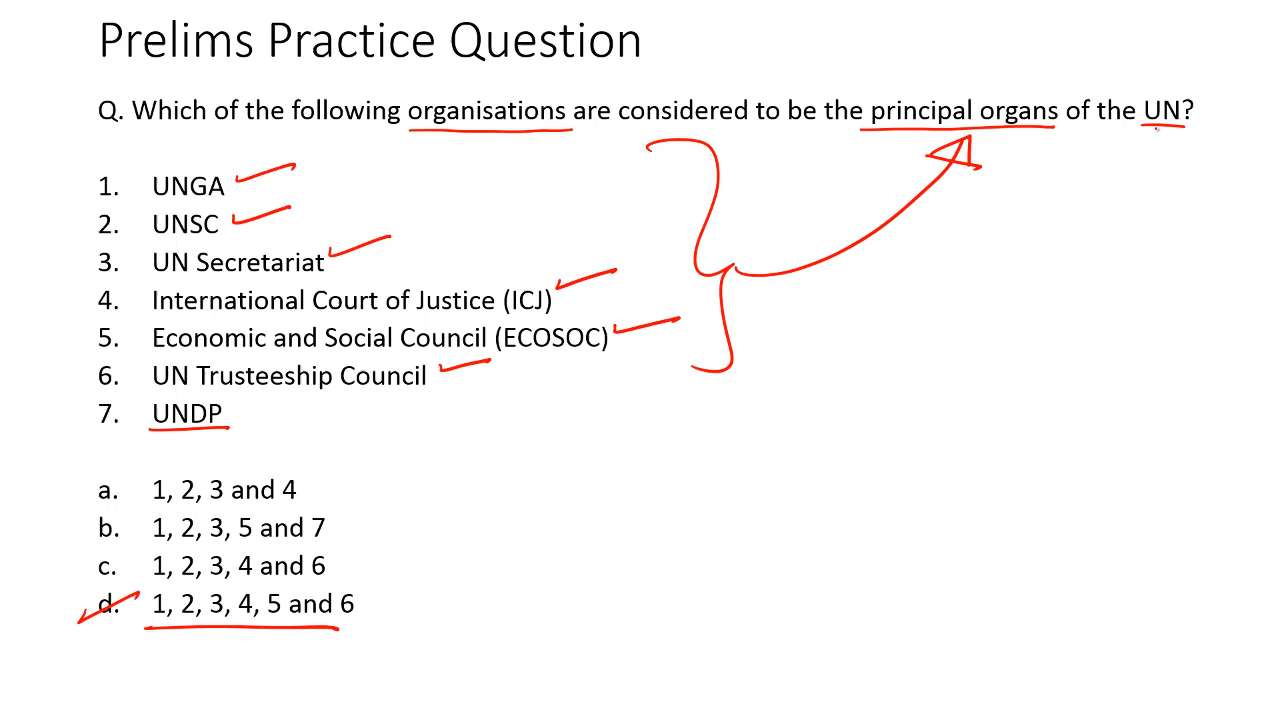 Prelims Practice Question
Q. Which of the following organisations are considered to be the principal organs of the UN?
1. UNGA
2. UNSC
3. UN Secretariat
4. International Court of Justice (ICJ)
5. Economic and Social Council (ECOSOC)
6. UN Trusteeship Council
7. UNDP
a. 1, 2, 3 and 4
b. 1, 2, 3, 5 and 7
c. 1, 2, 3, 4 and 6
d. 1, 2, 3, 4, 5 and 6